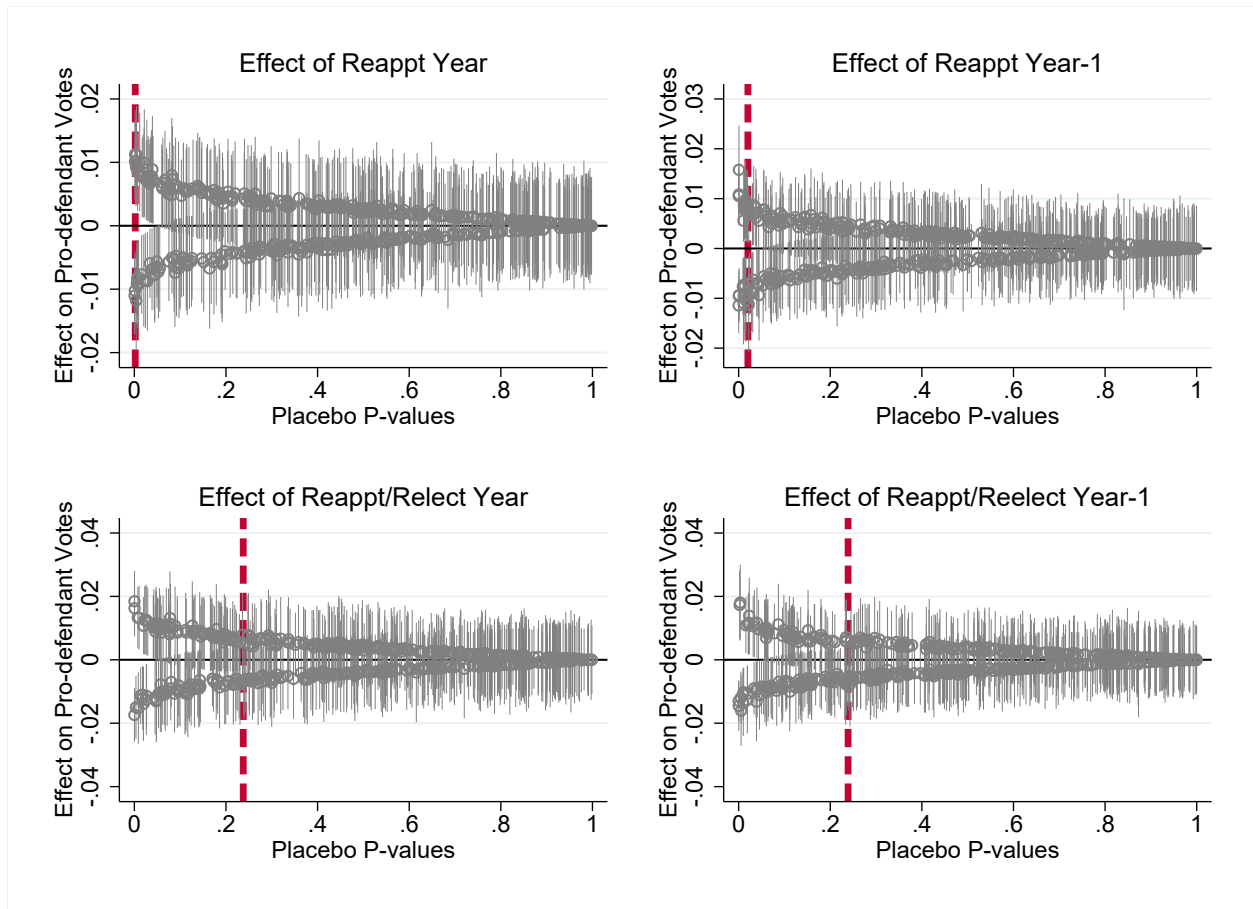 Effect of Reappt Year
Effect on Pro-defendant Votes
.02
.01
0
-.01
-.02
0 .2 .4 .6 .8 1
Placebo P-values
Effect of Reappt Year-1
Effect on Pro-defendant Votes
.03
.02
.01
0
-.01
-.02
0 .2 .4 .6 .8 1
Placebo P-values
Effect of Reappt/Relect Year
Effect on Pro-defendant Votes
.04
.02
0
-.02
-.04
0 .2 .4 .6 .8 1
Placebo P-values
Effect of Reappt/Reelect Year-1
Effect on Pro-defendant Votes
.04
.02
0
-.02
-.04
0 .2 .4 .6 .8 1
Placebo P-values